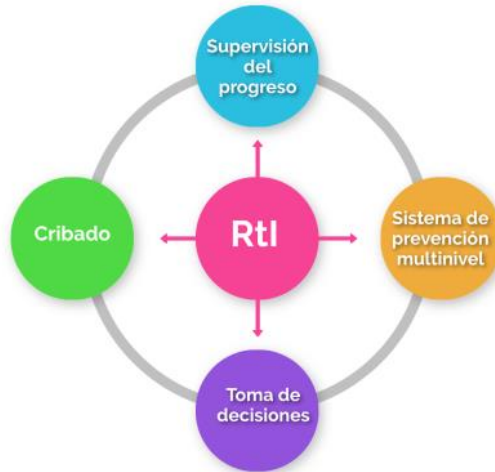 Supervisión
del
progreso
Cribado
RtI
Sistema de
prevención
multinivel
Toma de
decisiones